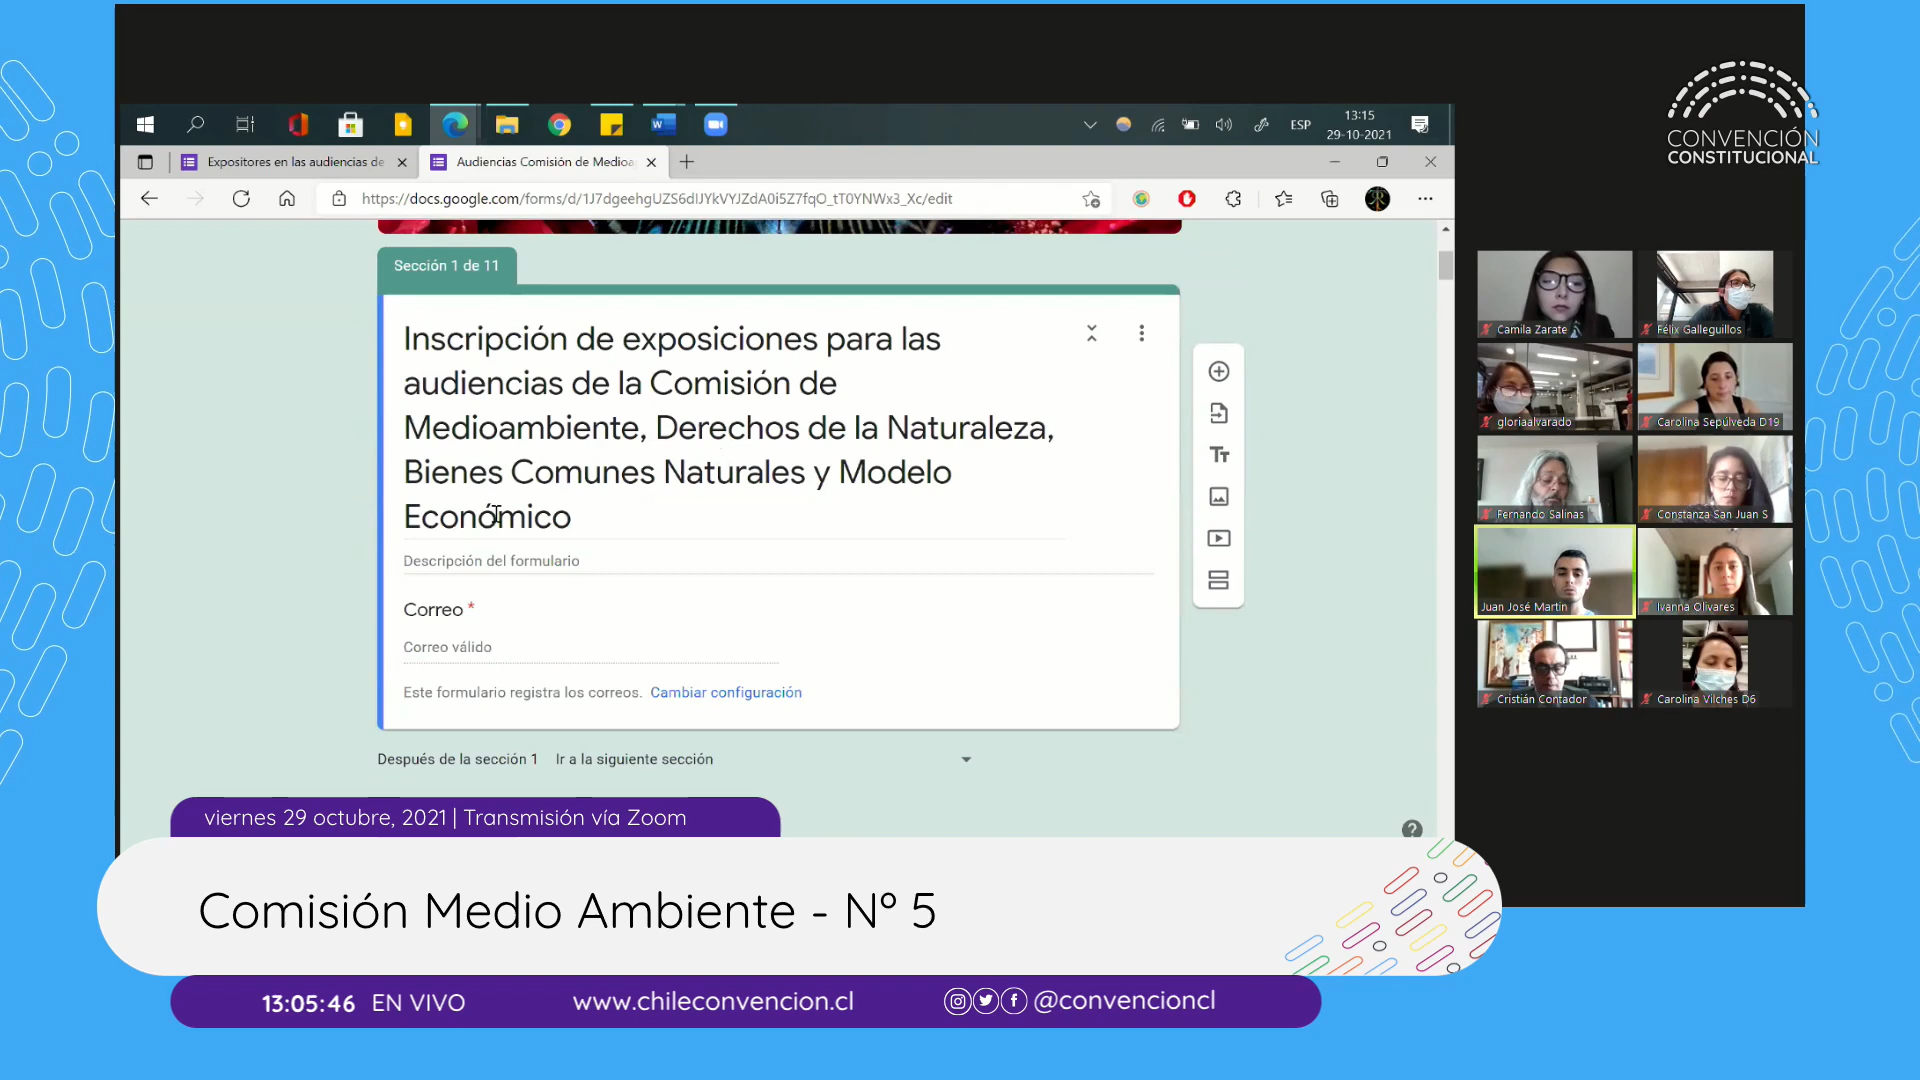 CONVENCIÓN
CONSTITUCIONAL
ESP
13:15
29-10-2021
Expositores en las audiencias de
Audiencias Comisión de Medioa
https://docs.google.com/forms/d/1J7dgeehgUZS6dIJYkVYJZdA0i5Z7fqO_tT0YNWx3_Xc/edit
Sección 1 de 11
Inscripción de exposiciones para las
audiencias de la Comisión de
Medioambiente, Derechos de la Naturaleza,
Bienes Comunes Naturales y Modelo
Económico
Descripción del formulario
Correo *
Correo válido
Este formulario registra los correos. Cambiar configuración
Después de la sección 1 Ir a la siguiente sección
Tt
Camila Zarate
Félix Galleguillos
gloriaalvarado
Carolina Sepúlveda D19
Fernando Salinas
Constanza San Juan S
Juan José Martin
Ivanna Olivares
Cristián Contador
Carolina Vilches D6
viernes 29 octubre, 2021 | Transmisión vía Zoom
Comisión Medio Ambiente - Nº 5
13:05:46 EN VIVO
www.chileconvencion.cl
@convencioncl